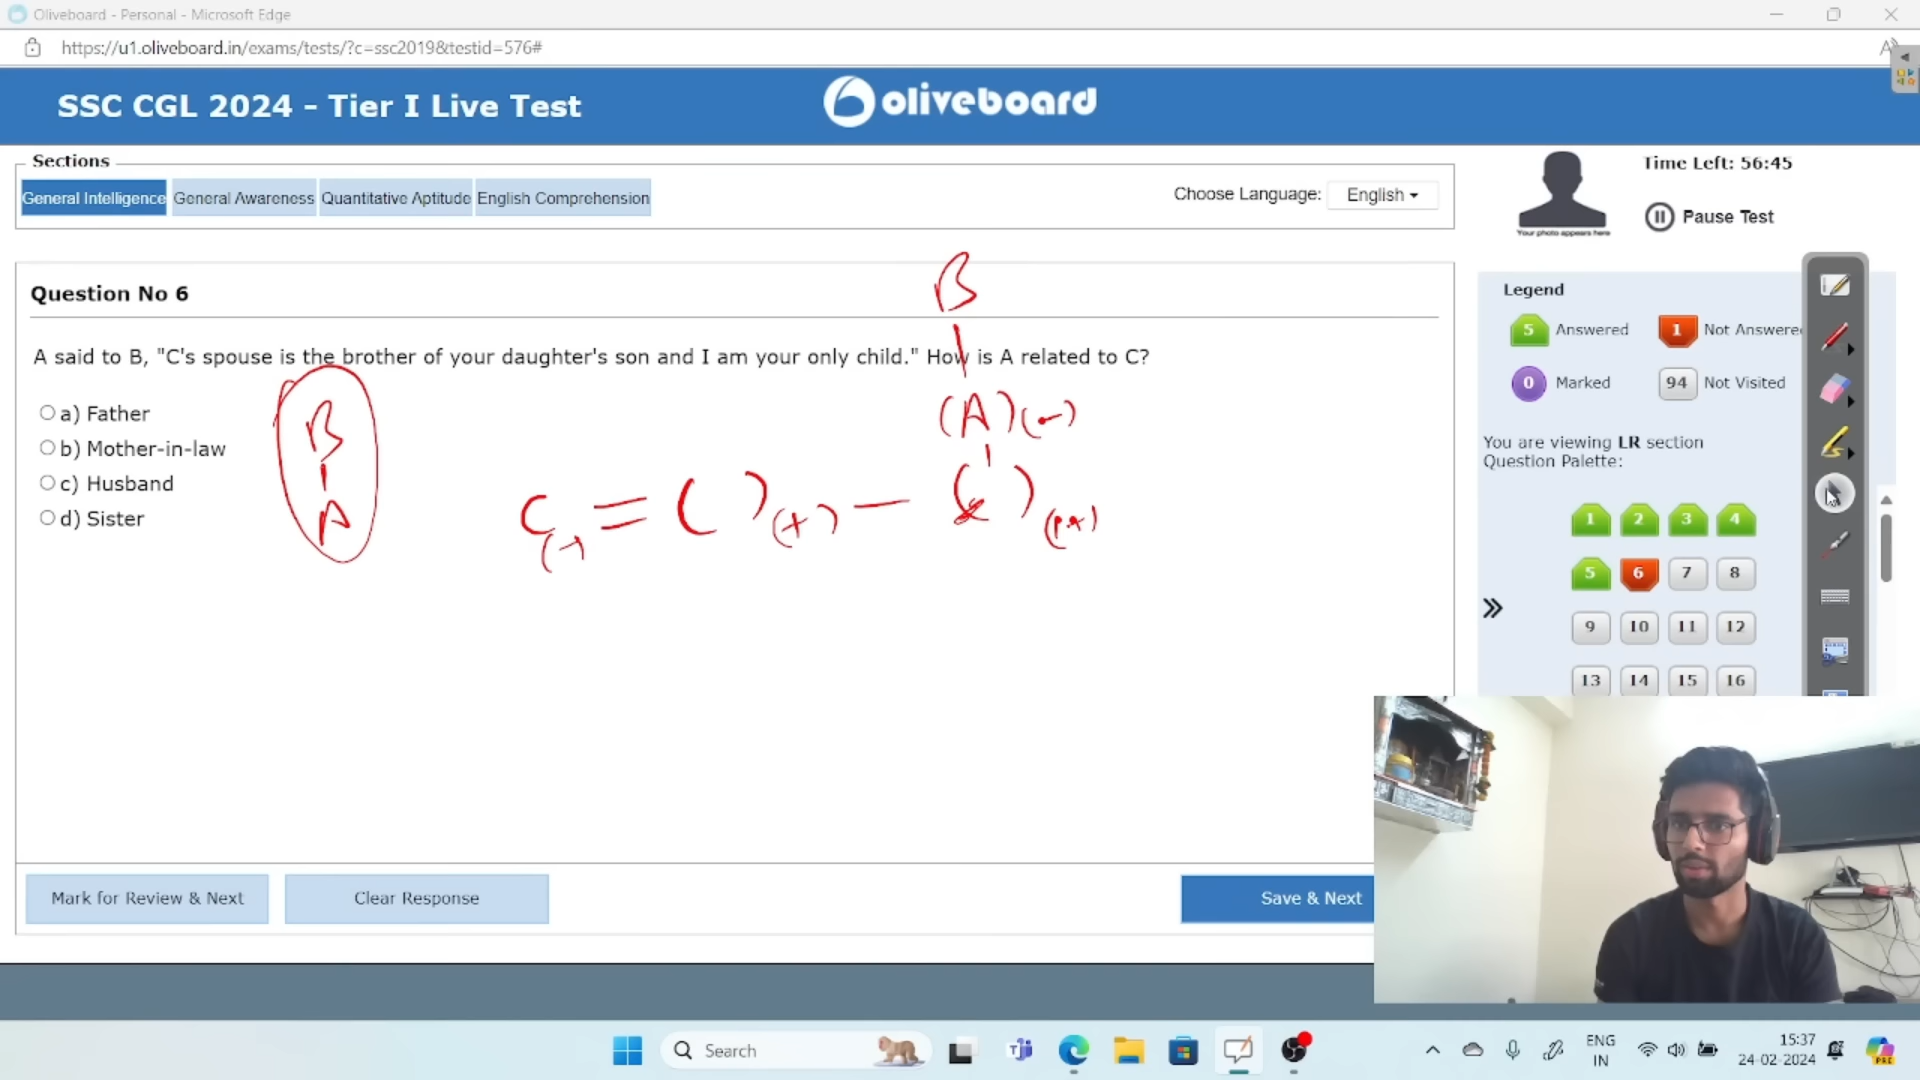 Oliveboard - Personal - Microsoft Edge
https://u1.oliveboard.in/exams/tests/?c=ssc2019&testid=576#
SSC CGL 2024 - Tier I Live Test
oliveboard
Sections
General Intelligence
General Awareness
Quantitative Aptitude
English Comprehension
Choose Language:
English
Your photo appears here
Time Left: 56:45
Pause Test
Question No 6
A said to B, "C's spouse is the brother of your daughter's son and I am your only child." How is A related to C?
a) Father
b) Mother-in-law
c) Husband
d) Sister
B
A
B
(A)(-)
C(-) = ( )(+) - ( )
Legend
5 Answered
1 Not Answere
0 Marked
94 Not Visited
You are viewing LR section
Question Palette:
1 2 3 4
5 6 7 8
9 10 11 12
13 14 15 16
Mark for Review & Next
Clear Response
Save & Next
Search
ENG
IN
15:37
24-02-2024
PRE